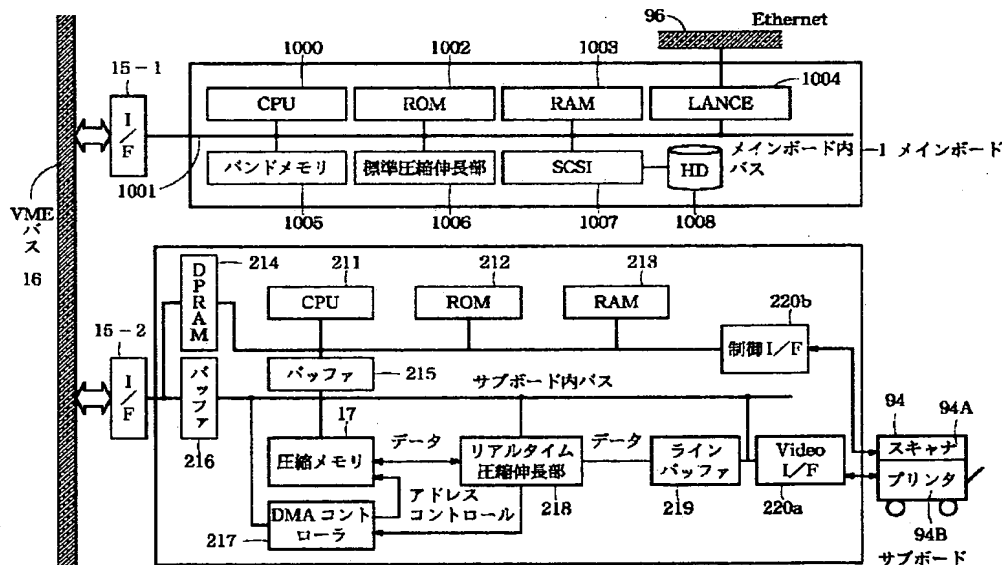 96
Ethernet
1000
1002
1003
1004
15-1
I/F
CPU
ROM
RAM
LANCE
バンドメモリ
標準圧縮伸長部
SCSI
HD
メインボード内
バス
1 メインボード
1001
1005
1006
1007
1008
VME
バス
16
214
DPRAM
211
212
213
CPU
ROM
RAM
220b
制御 I/F
15-2
I/F
バッファ
216
バッファ
215
サブボード内バス
17
圧縮メモリ
データ
リアルタイム
圧縮伸長部
データ
ライン
バッファ
Video
I/F
94
94A
スキャナ
プリンタ
アドレス
コントロール
218
219
220a
DMA コント
ローラ
217
94B
サブボード